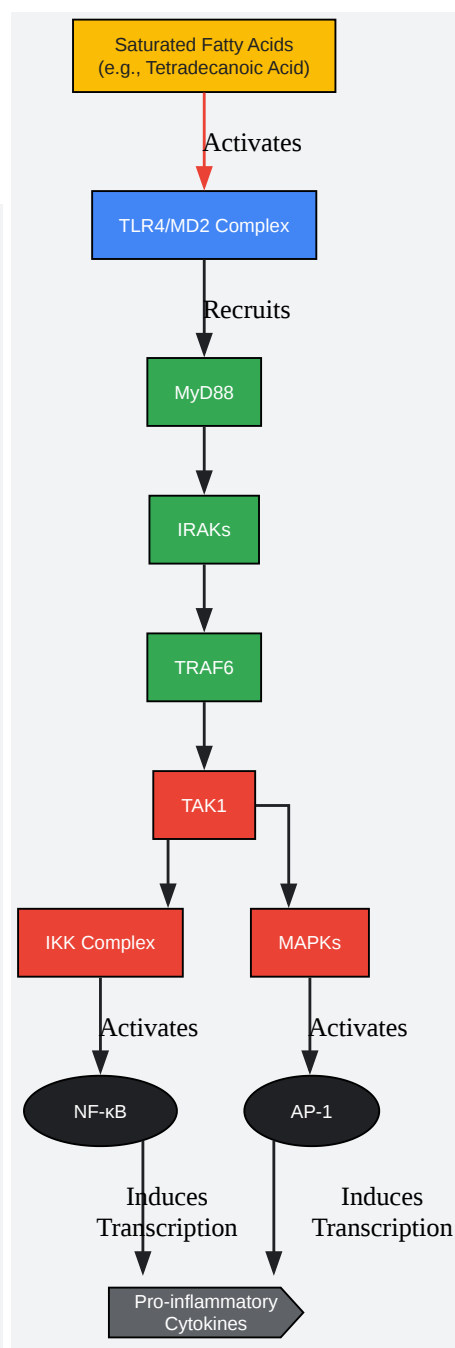 Saturated Fatty Acids
(e.g., Tetradecanoic Acid)
Activates
TLR4/MD2 Complex
Recruits
MyD88
IRAKs
TRAF6
TAK1
IKK Complex
MAPKs
Activates
Activates
NF-κB
AP-1
Induces
Transcription
Induces
Transcription
Pro-inflammatory
Cytokines